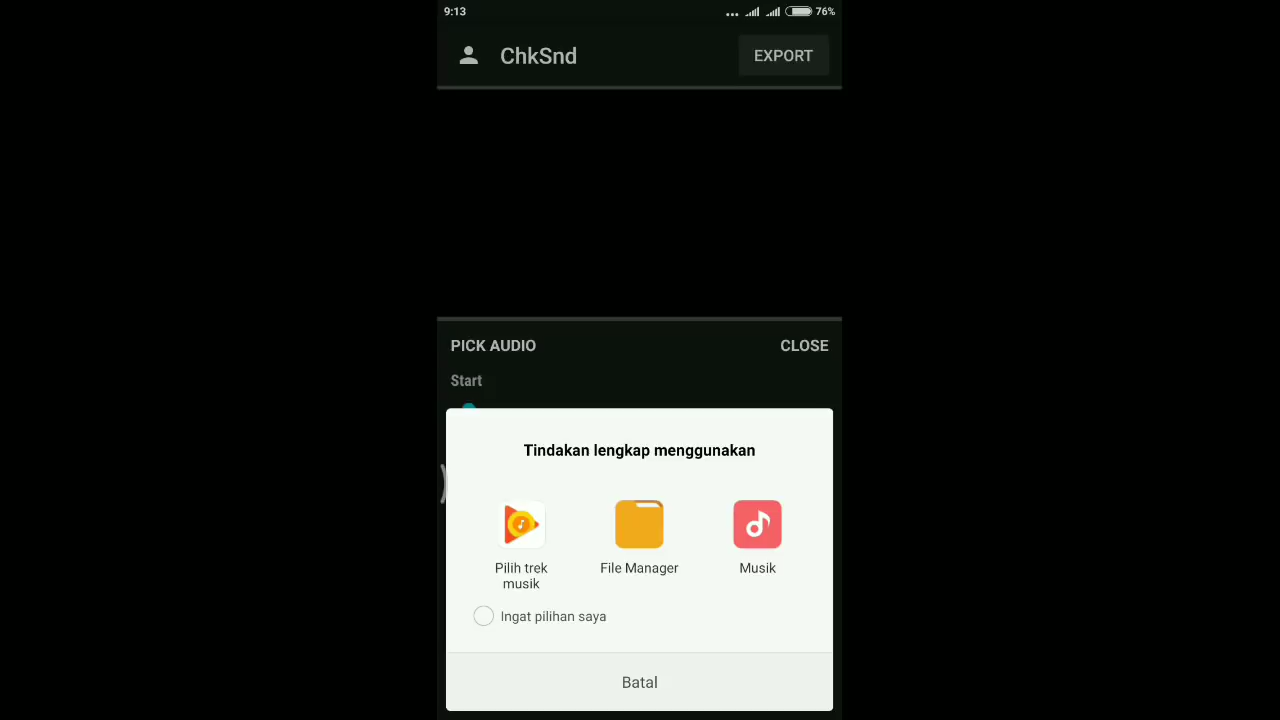 9:13
76%
ChkSnd
EXPORT
PICK AUDIO
CLOSE
Start
Tindakan lengkap menggunakan
Pilih trek
musik
File Manager
Musik
Ingat pilihan saya
Batal